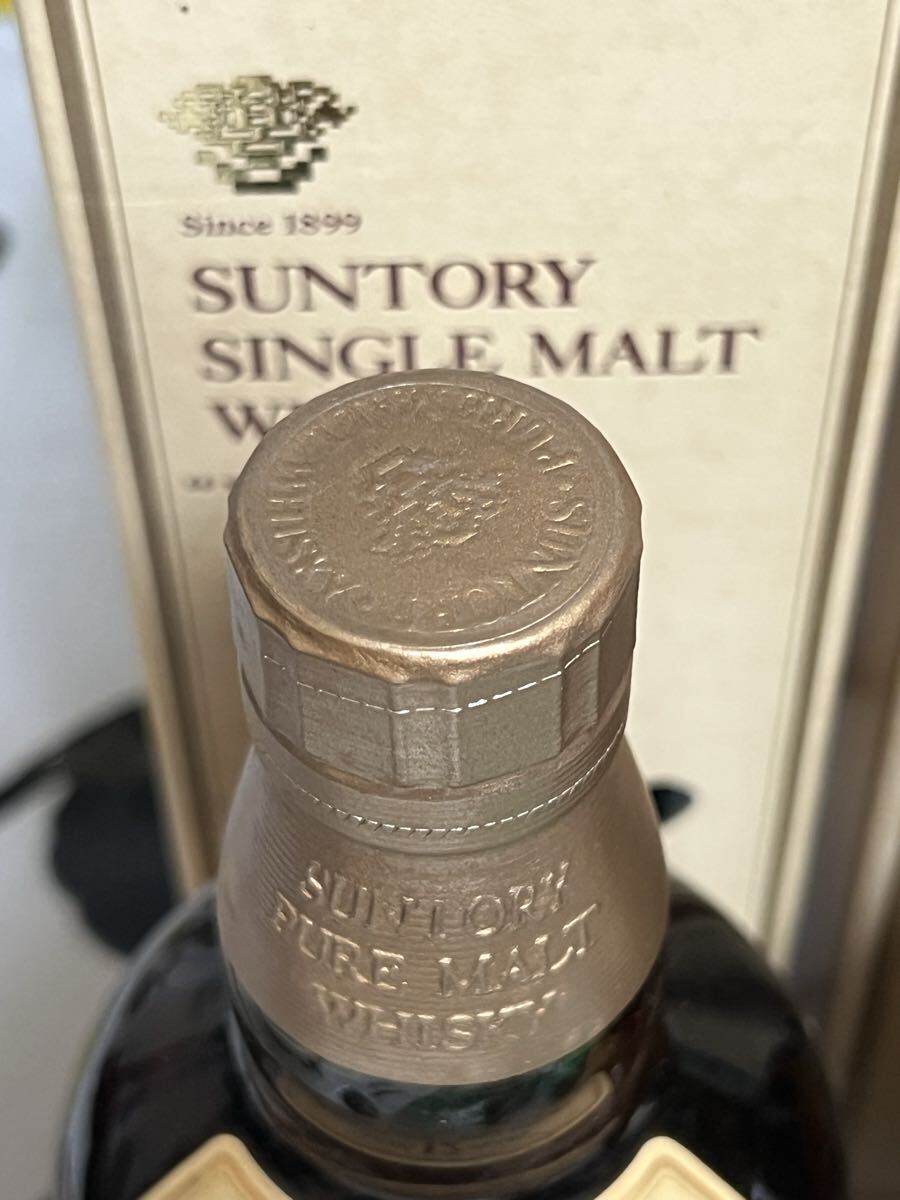 Since 1899
SUNTORY
SINGLE MALT
SUNTORY
PURE MALT
WHISKY